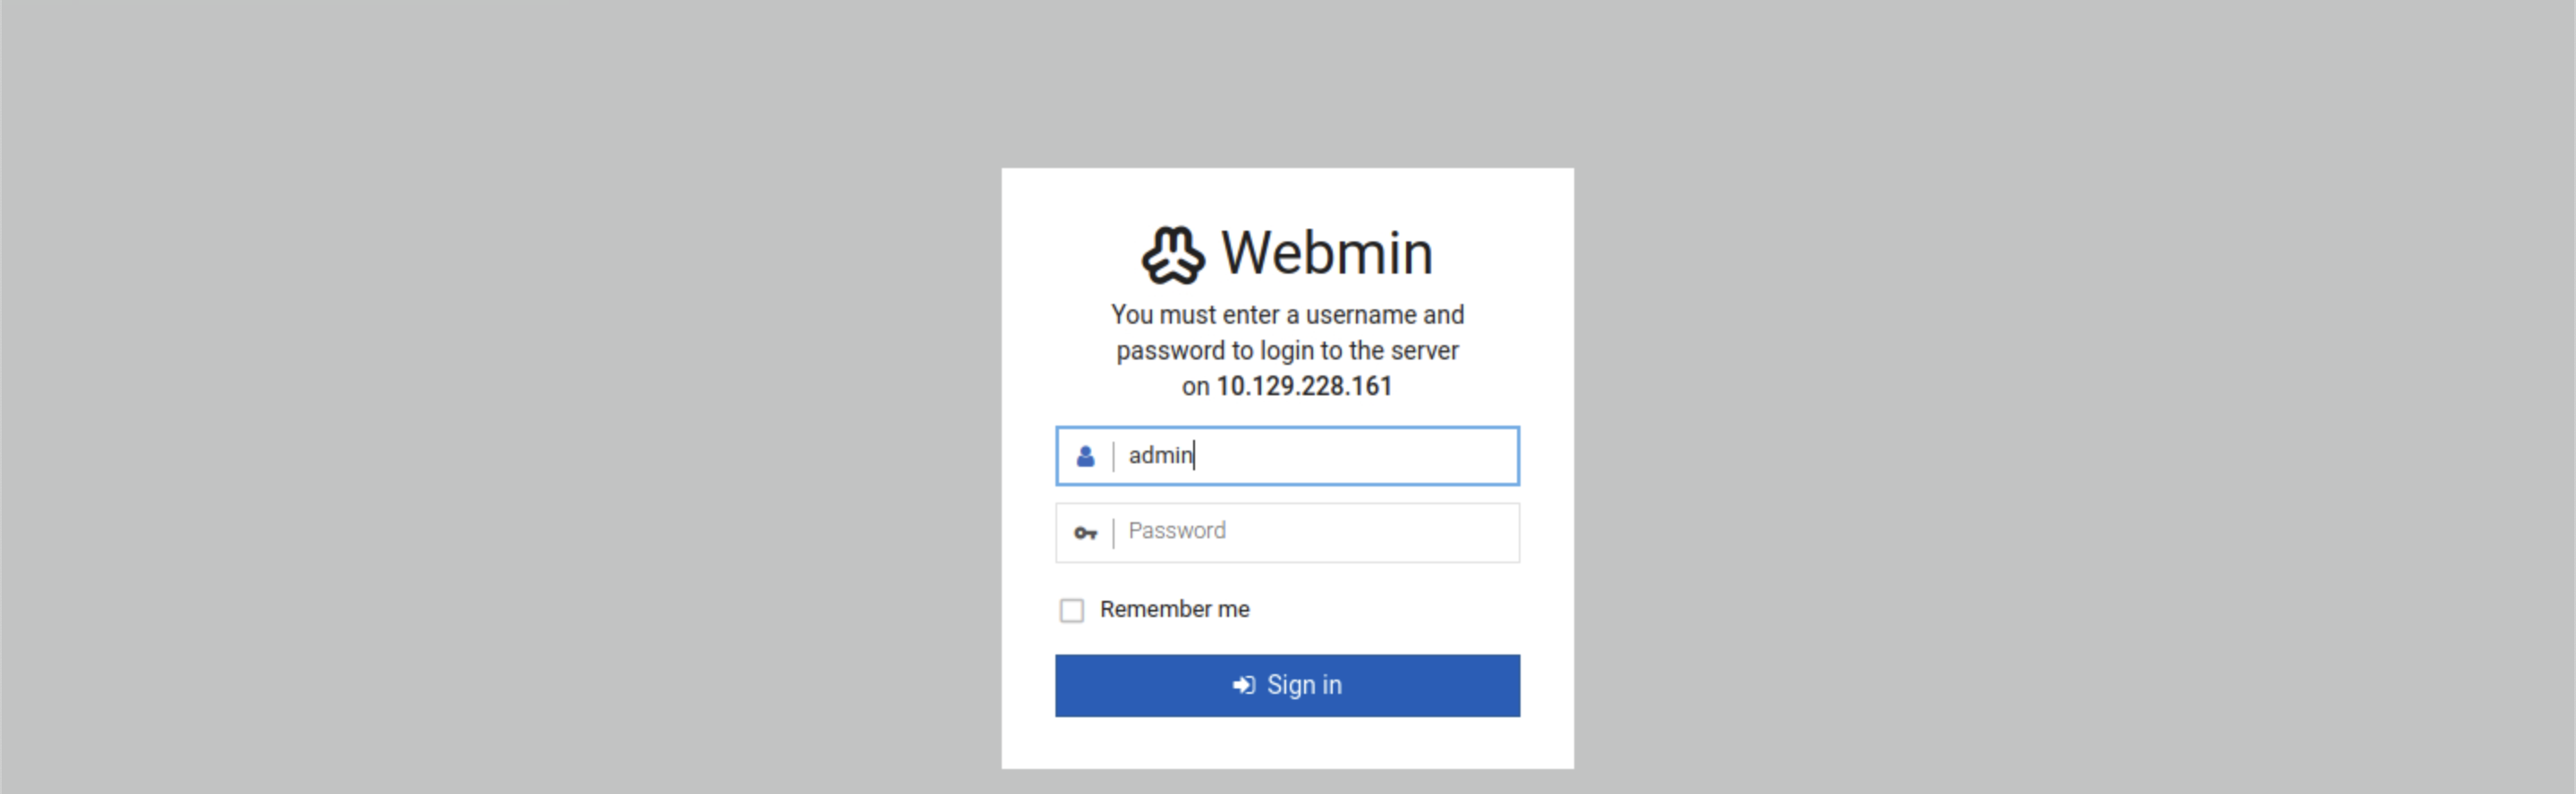 Webmin
You must enter a username and
password to login to the server
on 10.129.228.161
admin
Password
Remember me
Sign in